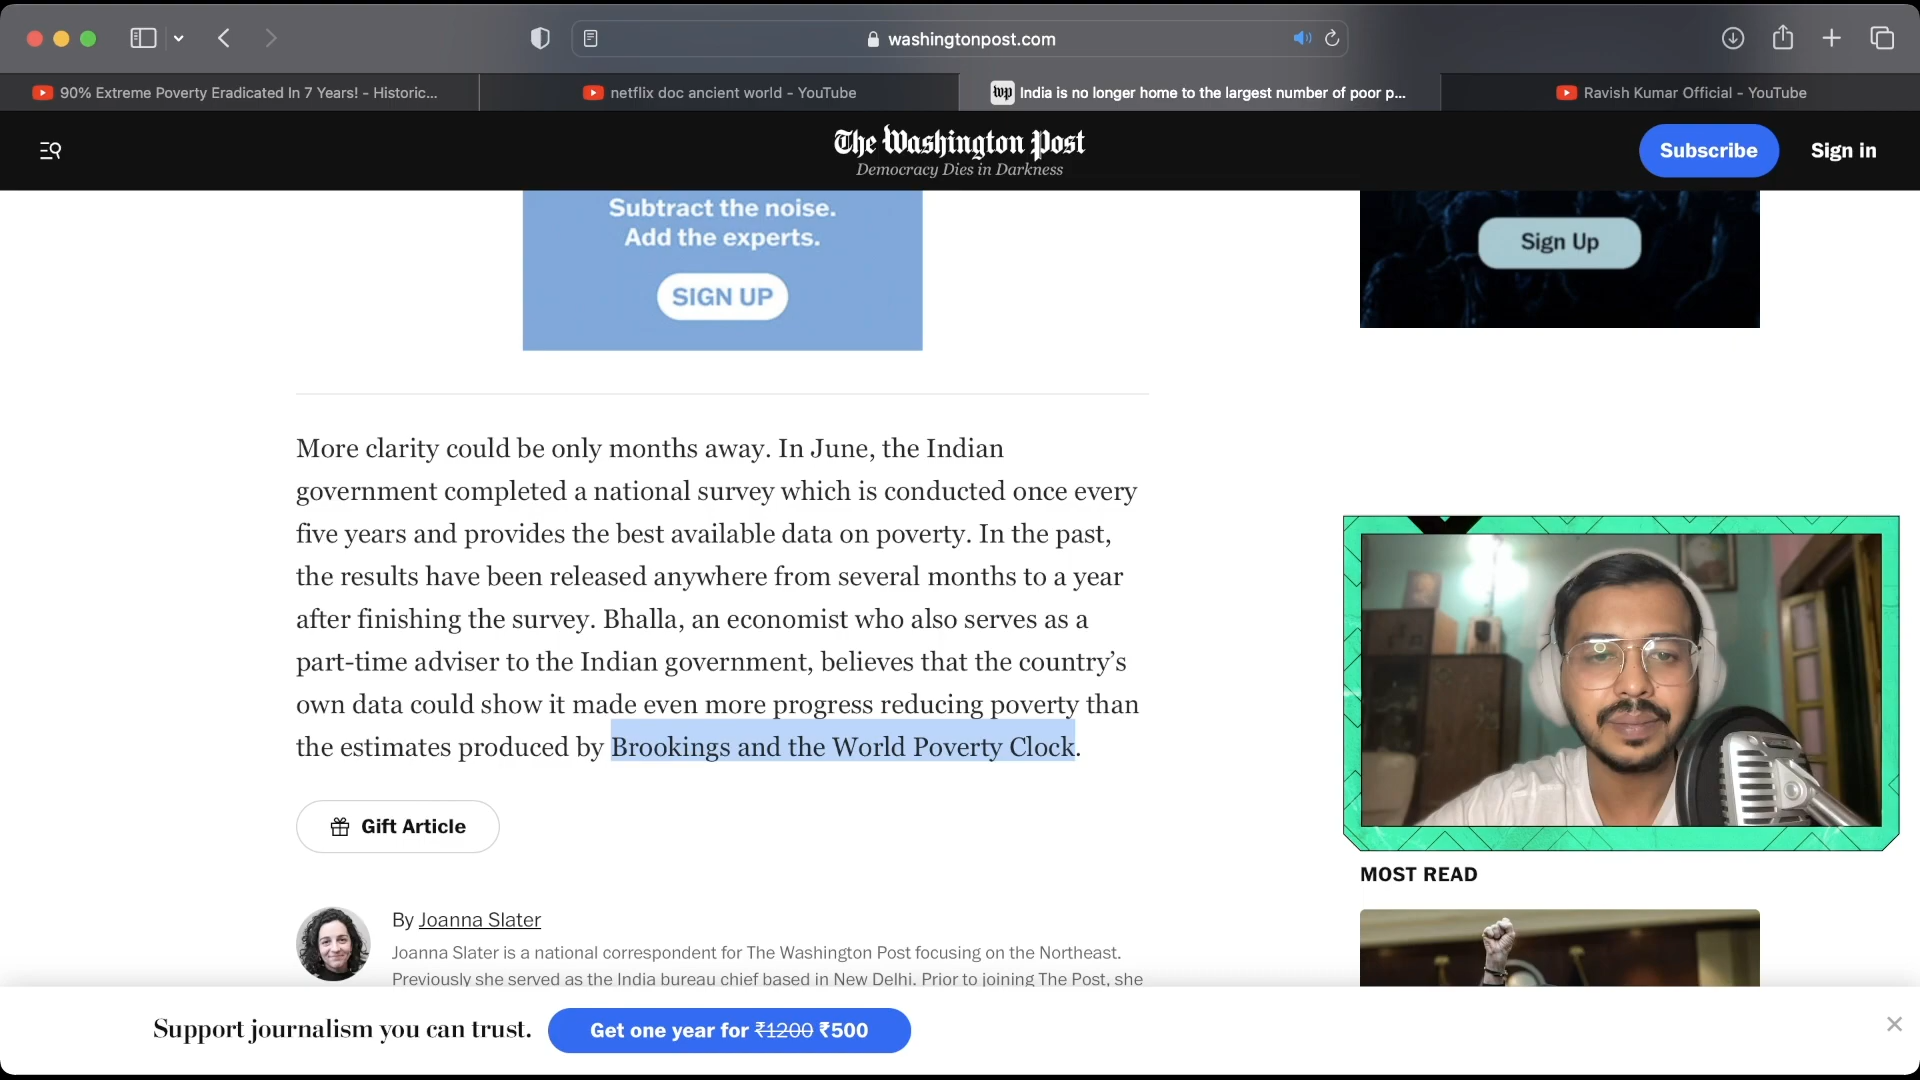 washingtonpost.com
90% Extreme Poverty Eradicated In 7 Years! - Historic...
netflix doc ancient world - YouTube
wp India is no longer home to the largest number of poor p...
Ravish Kumar Official - YouTube
The Washington Post
Democracy Dies in Darkness
Subscribe
Sign in
Subtract the noise.
Add the experts.
SIGN UP
Sign Up
More clarity could be only months away. In June, the Indian
government completed a national survey which is conducted once every
five years and provides the best available data on poverty. In the past,
the results have been released anywhere from several months to a year
after finishing the survey. Bhalla, an economist who also serves as a
part-time adviser to the Indian government, believes that the country’s
own data could show it made even more progress reducing poverty than
the estimates produced by Brookings and the World Poverty Clock.
Gift Article
MOST READ
By Joanna Slater
Joanna Slater is a national correspondent for The Washington Post focusing on the Northeast.
Previously she served as the India bureau chief based in New Delhi. Prior to joining The Post, she
Support journalism you can trust.
Get one year for ₹1200 ₹500